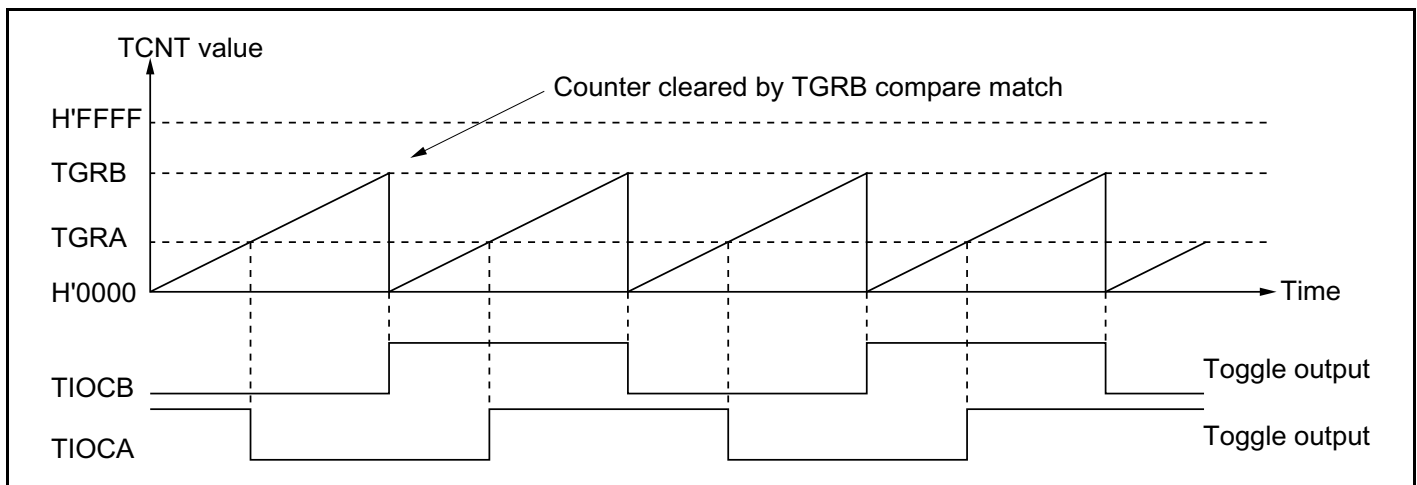 TCNT value
Counter cleared by TGRB compare match
H'FFFF
TGRB
TGRA
H'0000
Time
TIOCB
Toggle output
TIOCA
Toggle output